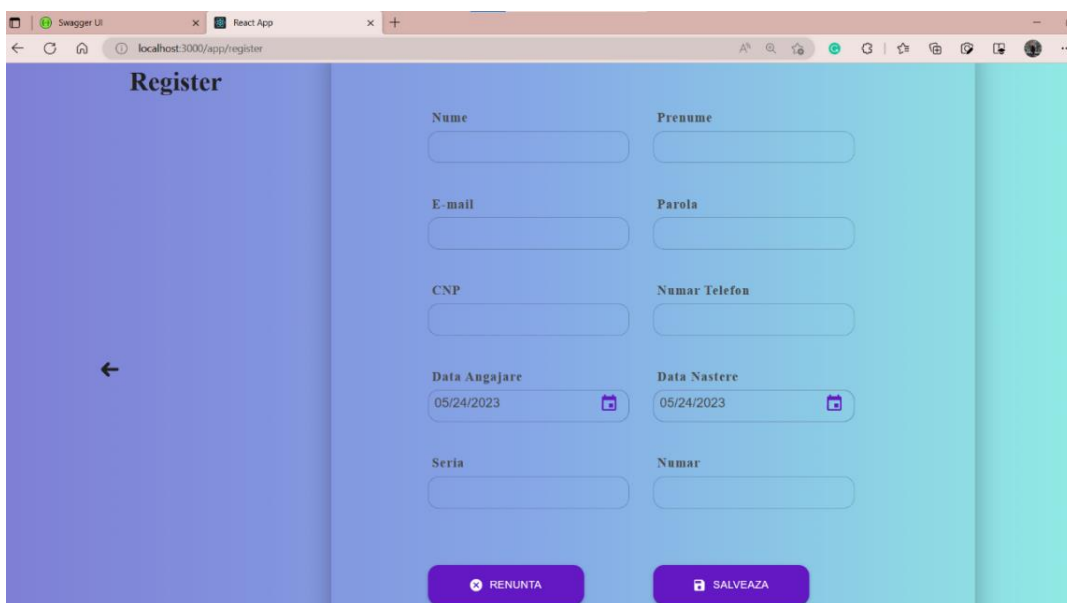 Swagger UI
React App
localhost:3000/app/register
Register
Nume Prenume
E-mail Parola
CNP Numar Telefon
Data Angajare Data Nastere
05/24/2023 05/24/2023
Seria Numar
RENUNTA SALVEAZA